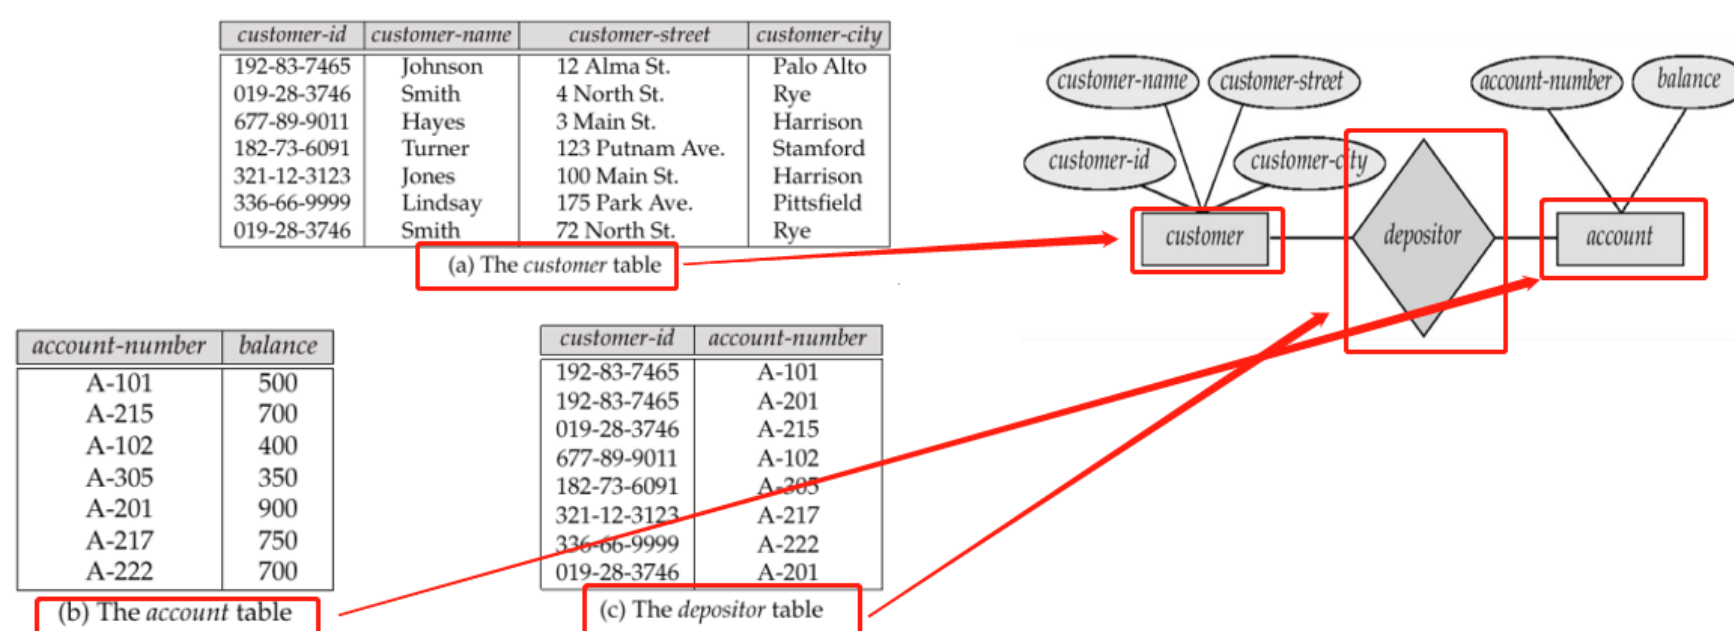 customer-id customer-name customer-street customer-city
192-83-7465 Johnson 12 Alma St. Palo Alto
019-28-3746 Smith 4 North St. Rye
677-89-9011 Hayes 3 Main St. Harrison
182-73-6091 Turner 123 Putnam Ave. Stamford
321-12-3123 Jones 100 Main St. Harrison
336-66-9999 Lindsay 175 Park Ave. Pittsfield
019-28-3746 Smith 72 North St. Rye
(a) The customer table
customer-name customer-street account-number balance
customer-id customer-city
customer depositor account
account-number balance
A-101 500
A-215 700
A-102 400
A-305 350
A-201 900
A-217 750
A-222 700
(b) The account table
customer-id account-number
192-83-7465 A-101
192-83-7465 A-201
019-28-3746 A-215
677-89-9011 A-102
182-73-6091 A-305
321-12-3123 A-217
336-66-9999 A-222
019-28-3746 A-201
(c) The depositor table